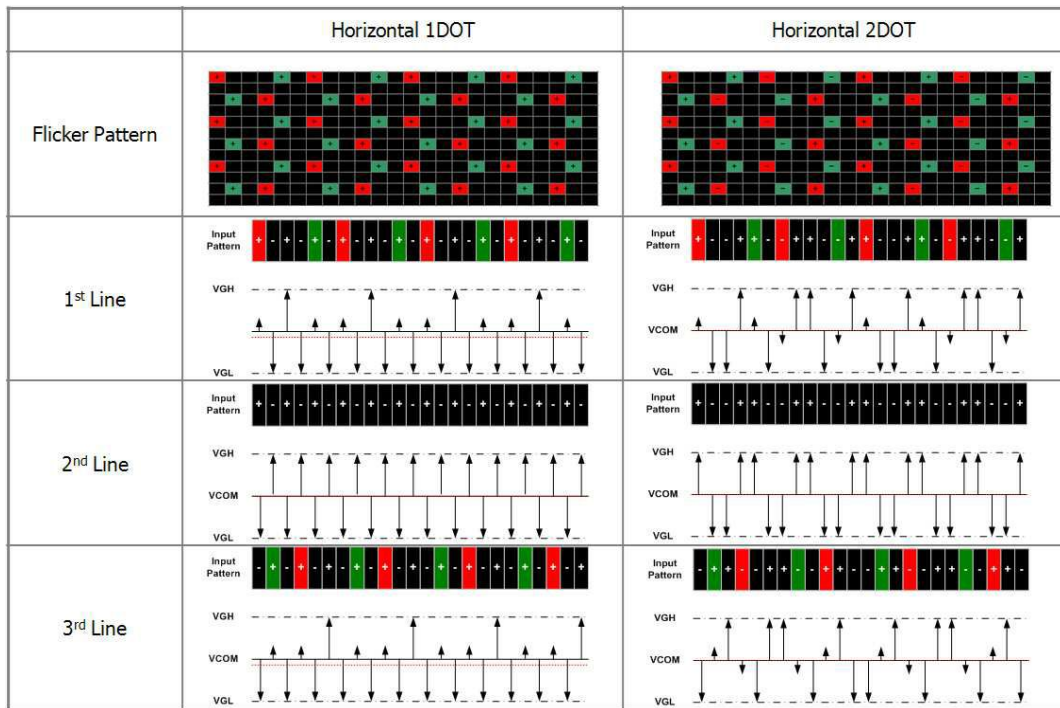 Horizontal 1DOT
Horizontal 2DOT
Flicker Pattern
+ + + + + + + +
+ + + + + + + +
+ + + + + + + +
+ + + + + + + +
+ + + + + + + +
+ + + + + + + +
+ + − − + + − −
+ − − + + − − +
+ + − − + + − −
+ − − + + − − +
+ + − − + + − −
+ − − + + − − +
1st Line
Input
Pattern
+ - + - + - + - + - + - + - + - + - + - + - + -
VGH
VCOM
VGL
Input
Pattern
+ - - + + - - + + - - + + - - + + - - + + - - +
VGH
VCOM
VGL
2nd Line
Input
Pattern
+ - + - + - + - + - + - + - + - + - + - + - + -
VGH
VCOM
VGL
Input
Pattern
+ - - + + - - + + - - + + - - + + - - + + - - +
VGH
VCOM
VGL
3rd Line
Input
Pattern
- + - + - + - + - + - + - + - + - + - + - + - +
VGH
VCOM
VGL
Input
Pattern
- + + - - + + - - + + - - + + - - + + - - + + -
VGH
VCOM
VGL